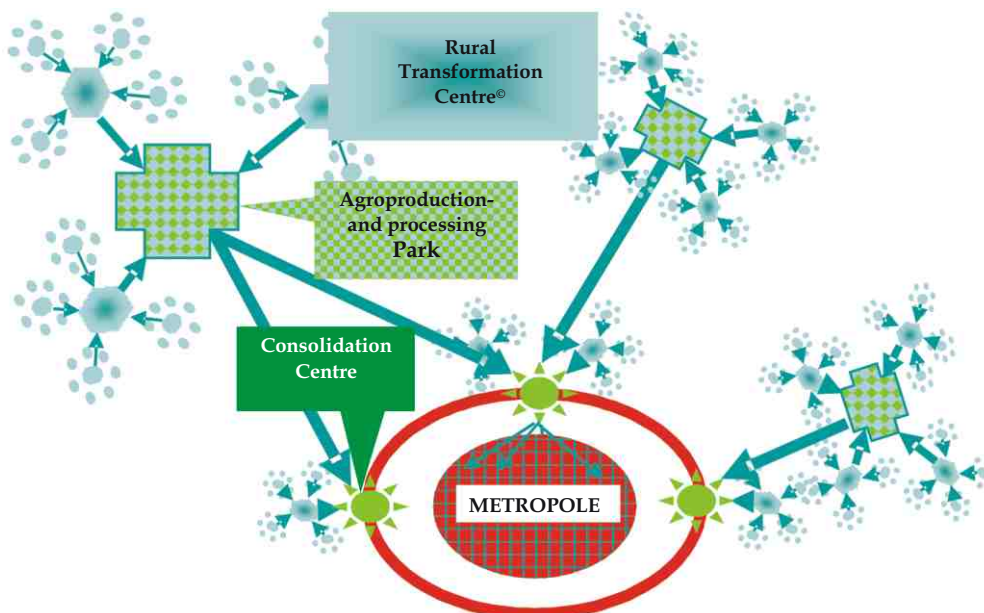 Rural
Transformation
Centre©
Agroproduction-
and processing
Park
Consolidation
Centre
METROPOLE